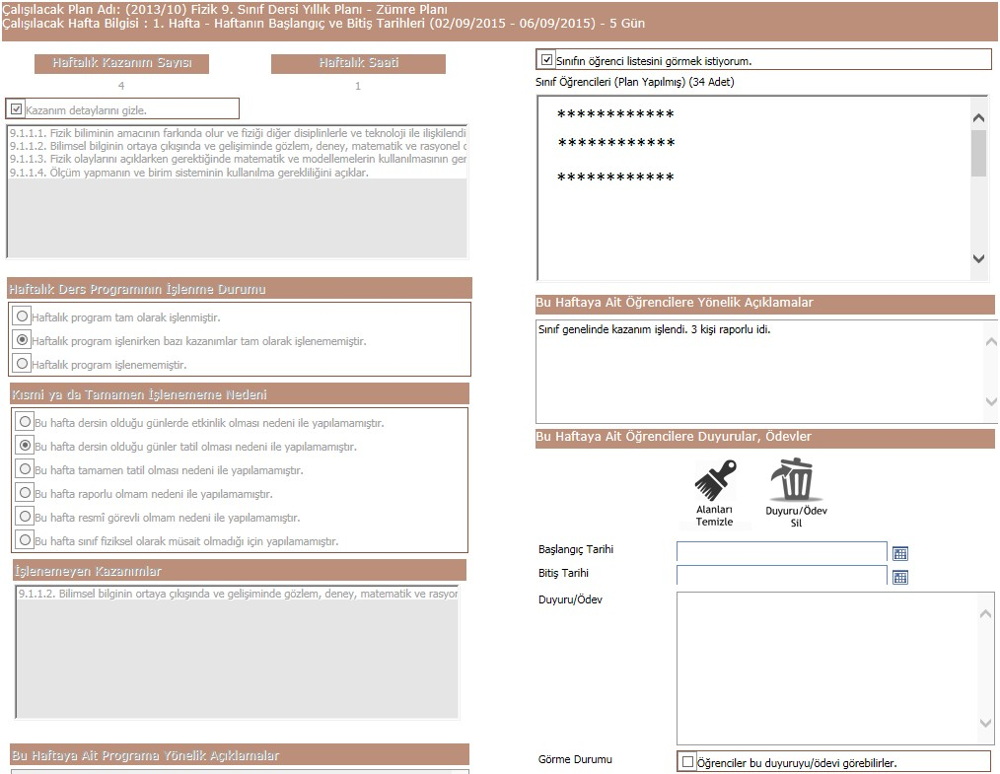 Çalışılacak Plan Adı: (2013/10) Fizik 9. Sınıf Dersi Yıllık Planı - Zümre Planı
Çalışılacak Hafta Bilgisi : 1. Hafta - Haftanın Başlangıç ve Bitiş Tarihleri (02/09/2015 - 06/09/2015) - 5 Gün
Haftalık Kazanım Sayısı
Haftalık Saati
4
1
Kazanım detaylarını gizle.
9.1.1.1. Fizik biliminin amacının farkında olur ve fiziği diğer disiplinlerle ve teknoloji ile ilişkilendi
9.1.1.2. Bilimsel bilginin ortaya çıkışında ve gelişiminde gözlem, deney, matematik ve rasyonel
9.1.1.3. Fizik olaylarını açıklarken gerektiğinde matematik ve modellemelerin kullanılmasının ger
9.1.1.4. Ölçüm yapmanın ve birim sisteminin kullanılma gerekliliğini açıklar.
Haftalık Ders Programının İşlenme Durumu
Haftalık program tam olarak işlenmiştir.
Haftalık program işlenirken bazı kazanımlar tam olarak işlenememiştir.
Haftalık program işlenememiştir.
Kısmi ya da Tamamen İşlenememe Nedeni
Bu hafta dersin olduğu günlerde etkinlik olması nedeni ile yapılamamıştır.
Bu hafta dersin olduğu günler tatil olması nedeni ile yapılamamıştır.
Bu hafta tamamen tatil olması nedeni ile yapılamamıştır.
Bu hafta raporlu olmam nedeni ile yapılamamıştır.
Bu hafta resmî görevli olmam nedeni ile yapılamamıştır.
Bu hafta sınıf fiziksel olarak müsait olmadığı için yapılamamıştır.
İşlenemeyen Kazanımlar
9.1.1.2. Bilimsel bilginin ortaya çıkışında ve gelişiminde gözlem, deney, matematik ve rasyor
Bu Haftaya Ait Programa Yönelik Açıklamalar
Sınıfın öğrenci listesini görmek istiyorum.
Sınıf Öğrencileri (Plan Yapılmış) (34 Adet)
************
************
************
Bu Haftaya Ait Öğrencilere Yönelik Açıklamalar
Sınıf genelinde kazanım işlendi. 3 kişi raporlu idi.
Bu Haftaya Ait Öğrencilere Duyurular, Ödevler
Alanları
Temizle
Duyuru/Ödev
Sil
Başlangıç Tarihi
Bitiş Tarihi
Duyuru/Ödev
Görme Durumu
Öğrenciler bu duyuruyu/ödevi görebilirler.